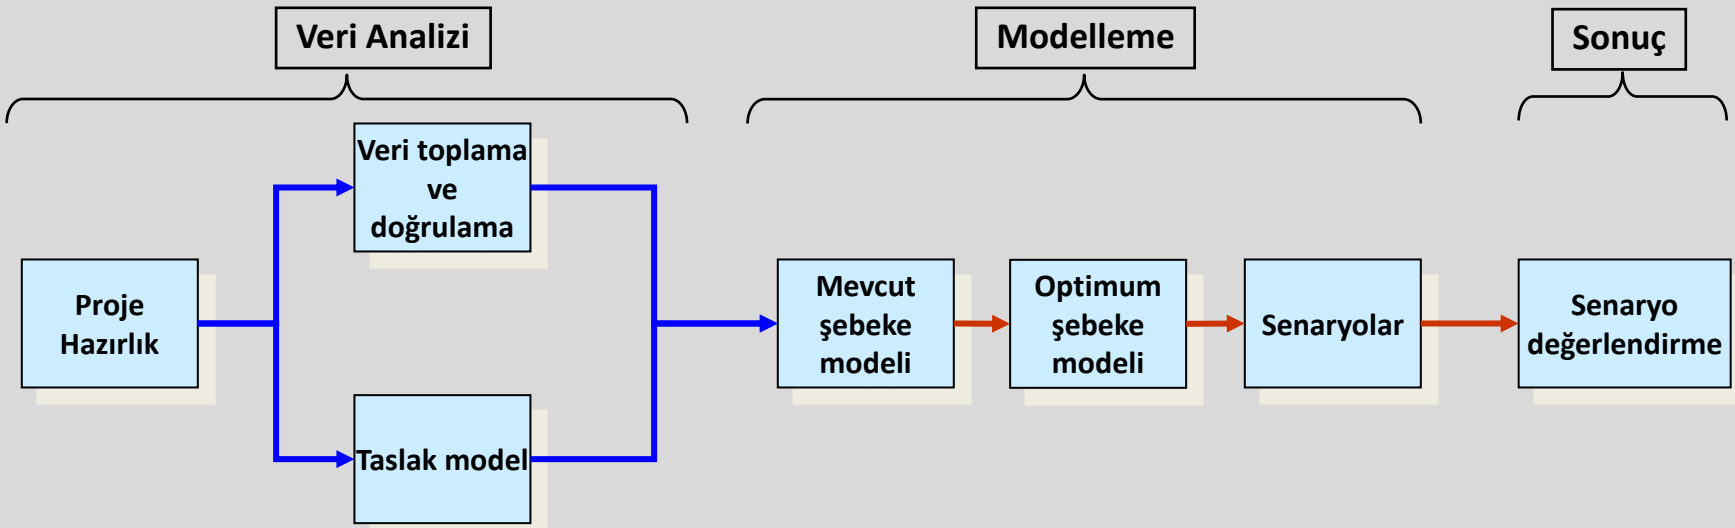 Veri Analizi
Modelleme
Sonuç
Veri toplama
ve
doğrulama
Proje
Hazırlık
Taslak model
Mevcut
şebeke
modeli
Optimum
şebeke
modeli
Senaryolar
Senaryo
değerlendirme